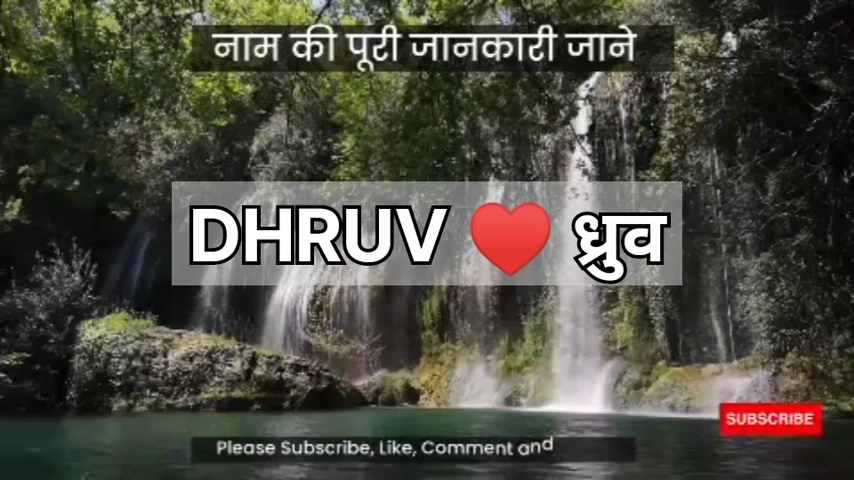 नाम की पूरी जानकारी जाने
DHRUV ❤️ ध्रुव
SUBSCRIBE
Please Subscribe, Like, Comment and